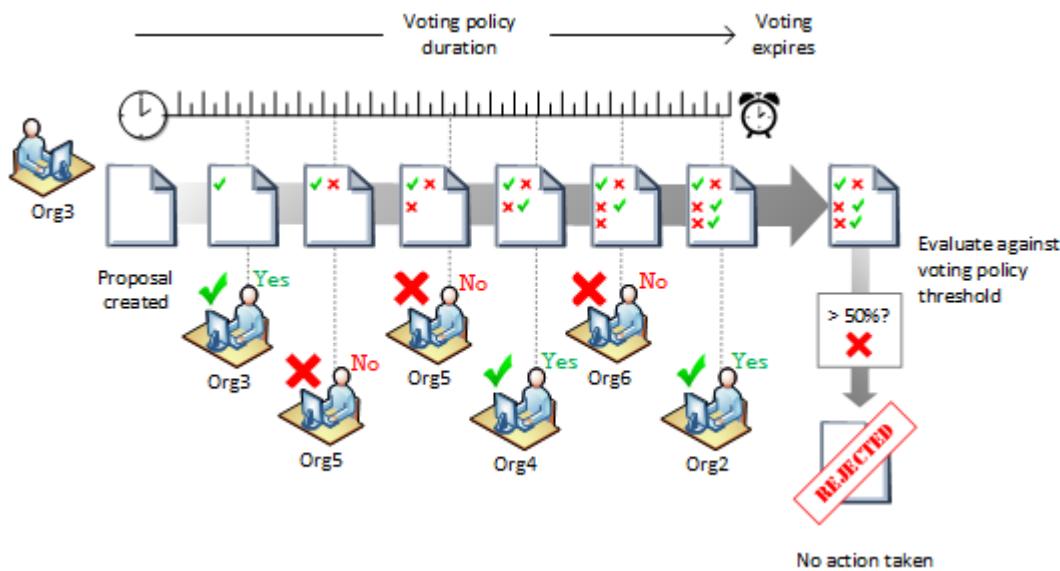 Voting policy
duration
Voting
expires
Org3
Proposal
created
Yes
Org3
No
Org5
No
Org5
Yes
Org4
No
Org6
Yes
Org2
Evaluate against
voting policy
threshold
> 50%?
REJECTED
No action taken